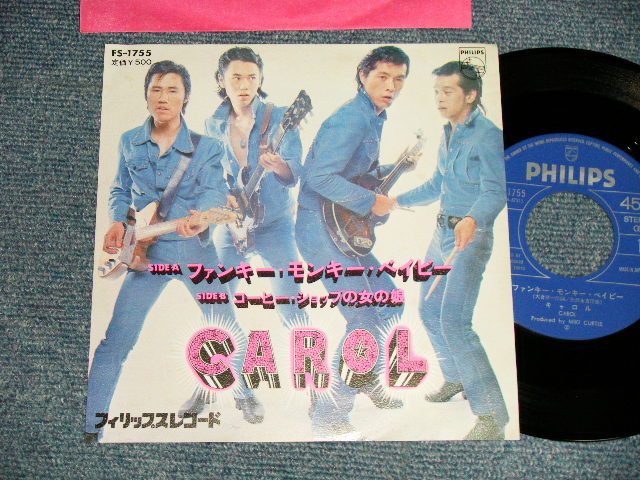 FS-1755
定価¥500
PHILIPS
SIDE A ファンキー・モンキー・ベイビー
SIDE B コーヒー・ショップの女の娘
CAROL
フィリップスレコード
PHILIPS
1755
45
STE
ファンキー・モンキー・ベイビー
キャロル
CAROL
Produced by MIKI CURTIS